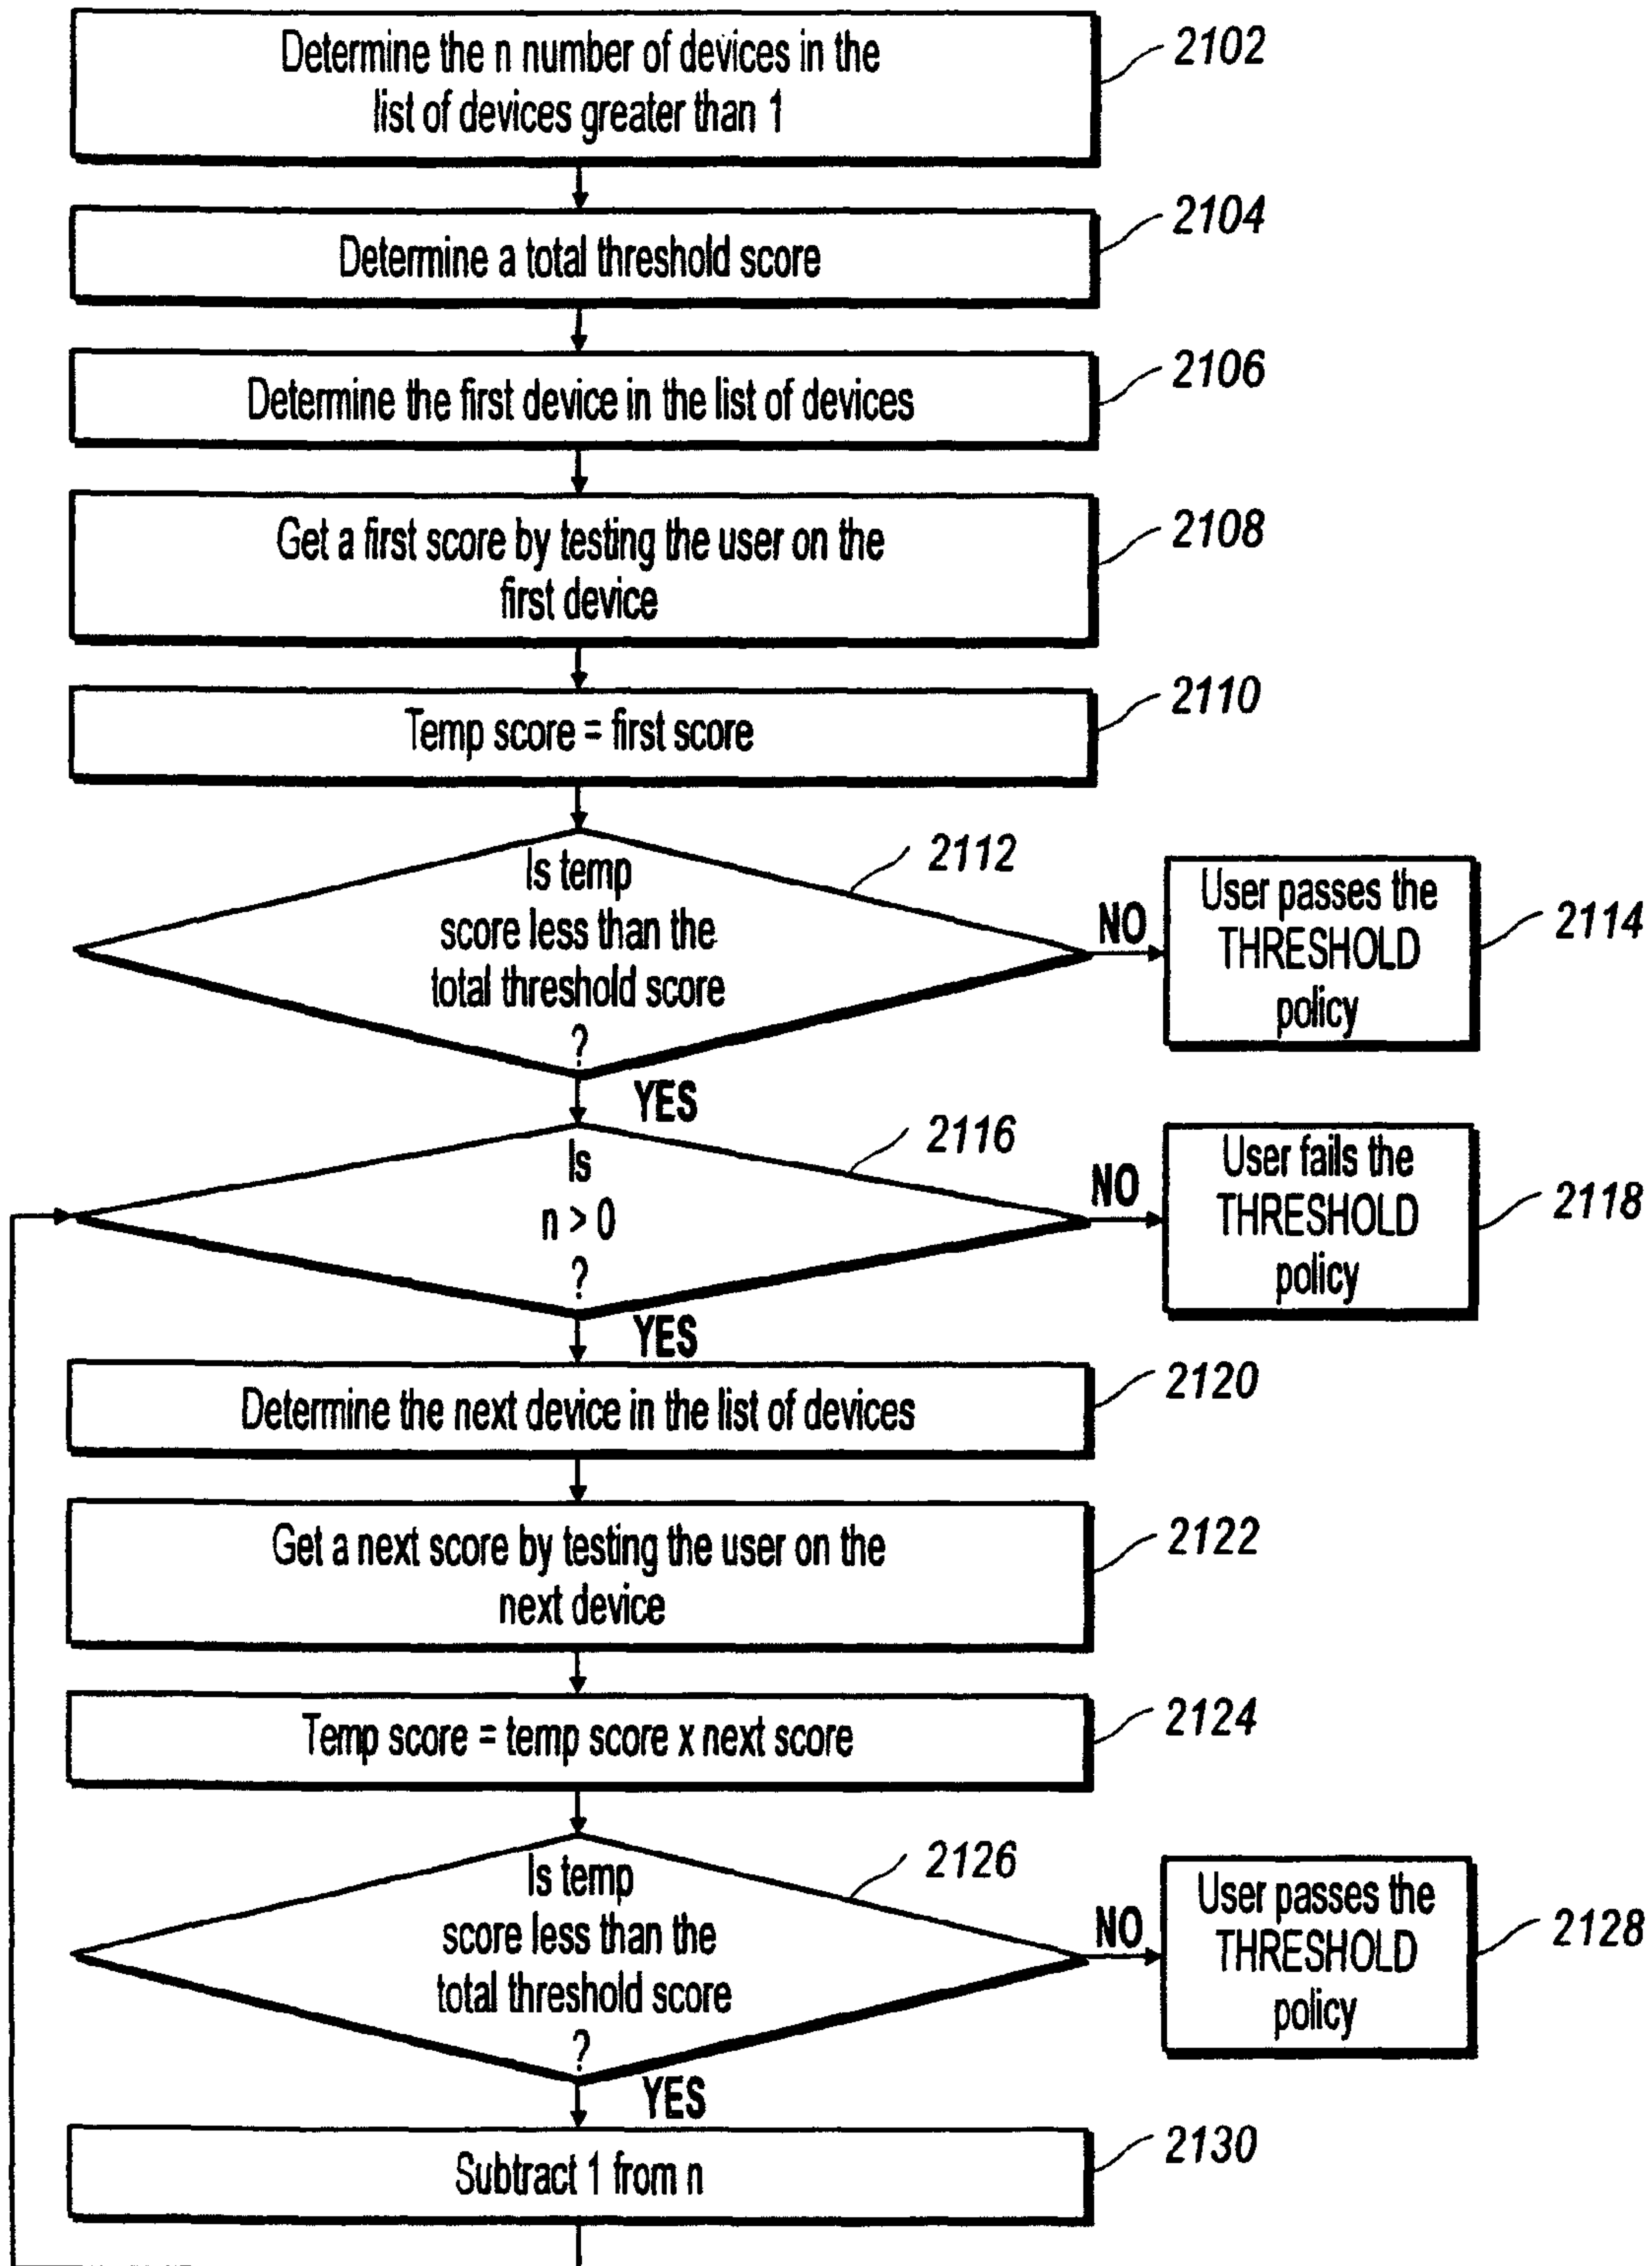 Determine the n number of devices in the
list of devices greater than 1
2102
Determine a total threshold score
2104
Determine the first device in the list of devices
2106
Get a first score by testing the user on the
first device
2108
Temp score = first score
2110
Is temp
score less than the
total threshold score
?
2112
NO
User passes the
THRESHOLD
policy
2114
YES
Is
n > 0
?
2116
NO
User fails the
THRESHOLD
policy
2118
YES
Determine the next device in the list of devices
2120
Get a next score by testing the user on the
next device
2122
Temp score = temp score x next score
2124
Is temp
score less than the
total threshold score
?
2126
NO
User passes the
THRESHOLD
policy
2128
YES
Subtract 1 from n
2130